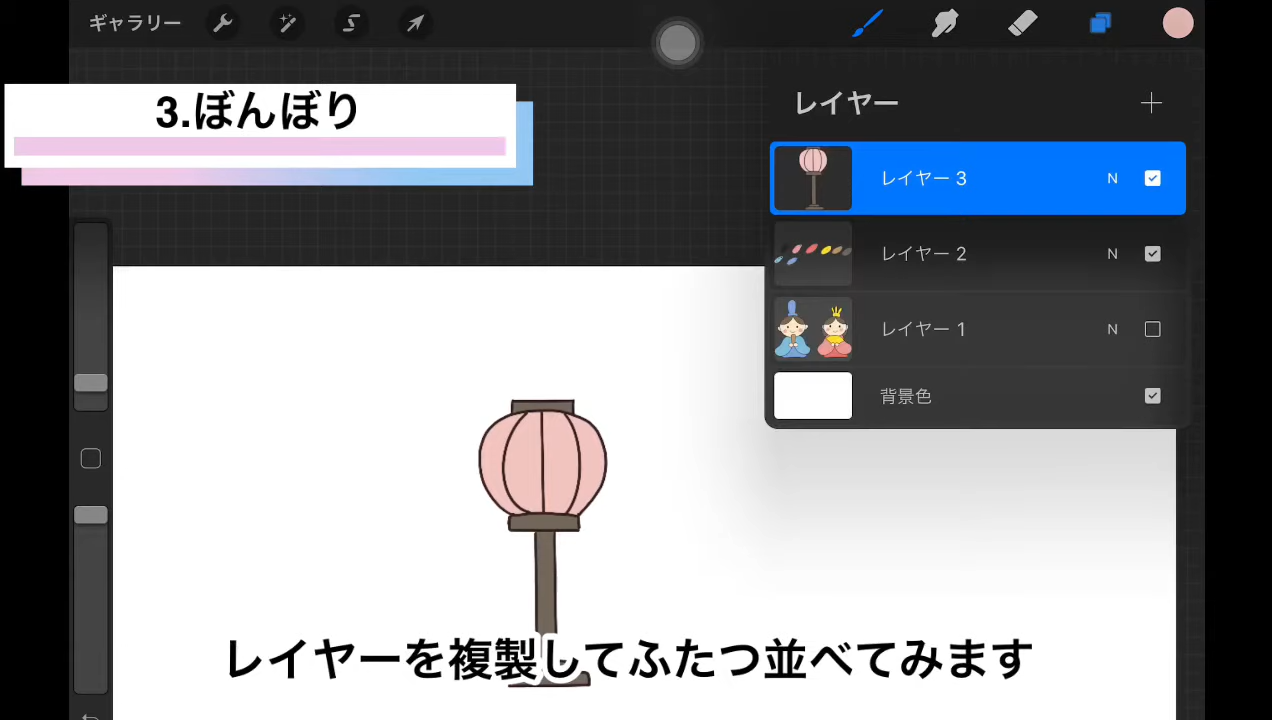 ギャラリー
3.ぼんぼり
レイヤー
レイヤー 3 N
レイヤー 2 N
レイヤー 1 N
背景色
レイヤーを複製してふたつ並べてみます